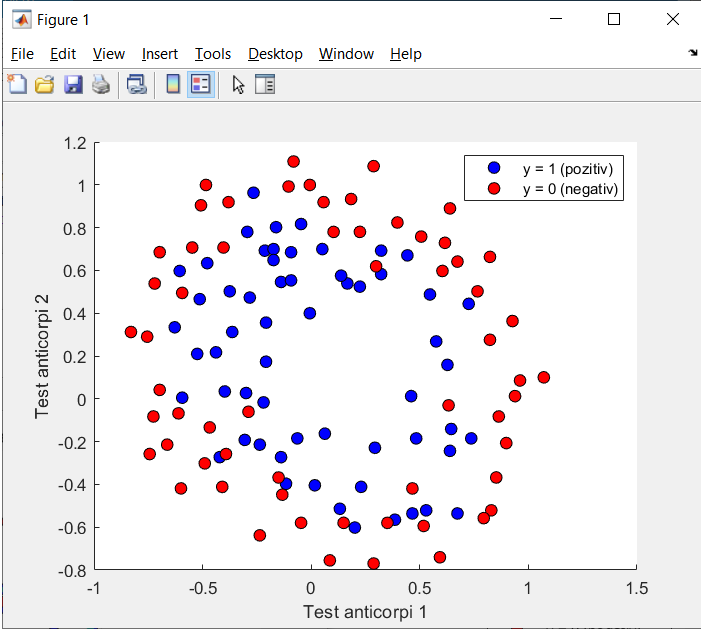 Figure 1
File Edit View Insert Tools Desktop Window Help
y = 1 (pozitiv)
y = 0 (negativ)
1.2
1
0.8
0.6
0.4
0.2
0
-0.2
-0.4
-0.6
-0.8
Test anticorpi 2
-1 -0.5 0 0.5 1 1.5
Test anticorpi 1